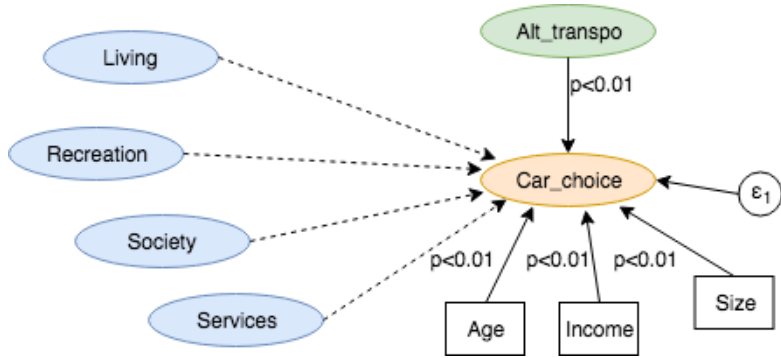 Alt_transpo
Living
p<0.01
Recreation
Car_choice
ε1
Society
p<0.01
p<0.01
p<0.01
Services
Age
Income
Size